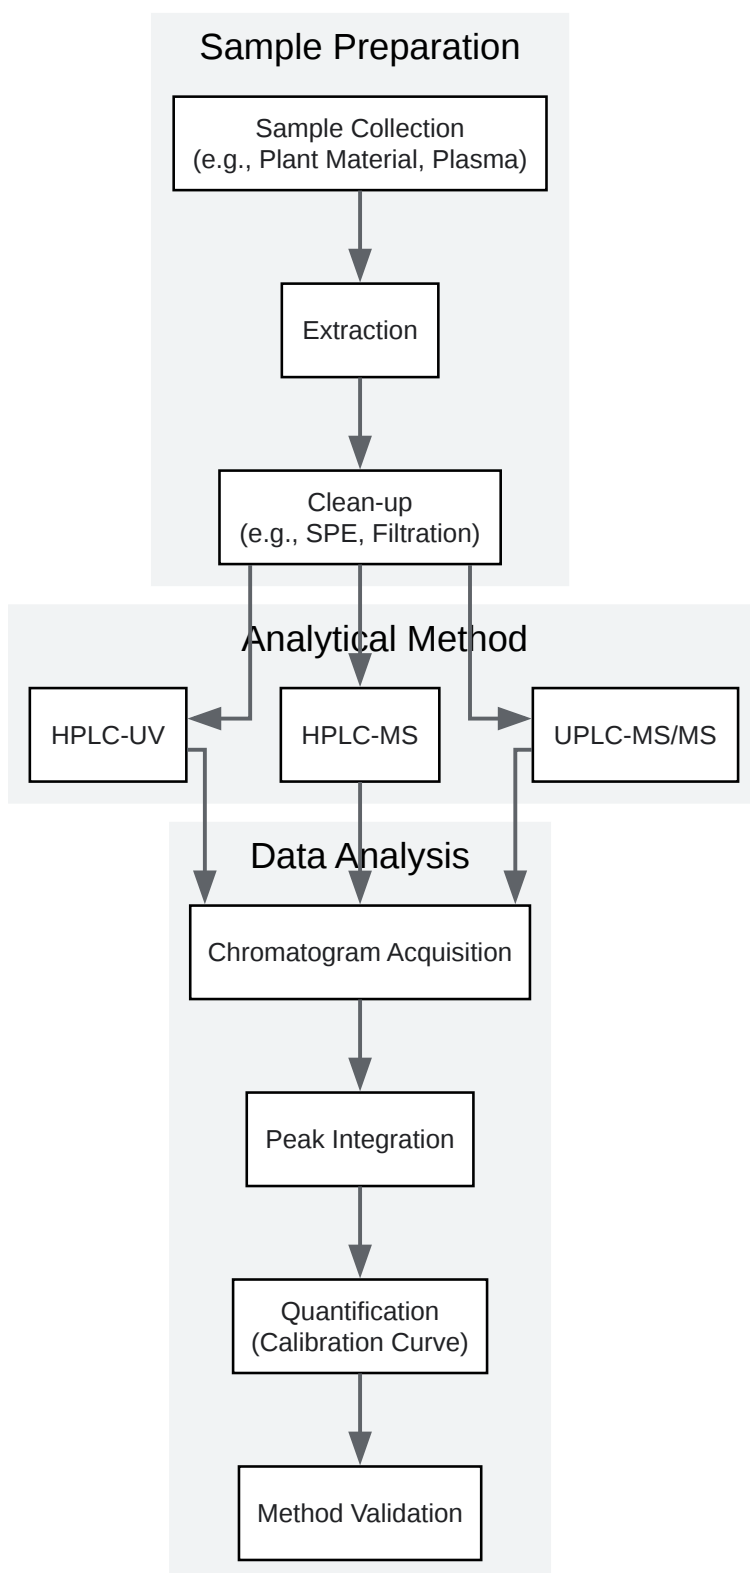 Sample Preparation
Sample Collection
(e.g., Plant Material, Plasma)
Extraction
Clean-up
(e.g., SPE, Filtration)
Analytical Method
HPLC-UV
HPLC-MS
UPLC-MS/MS
Data Analysis
Chromatogram Acquisition
Peak Integration
Quantification
(Calibration Curve)
Method Validation